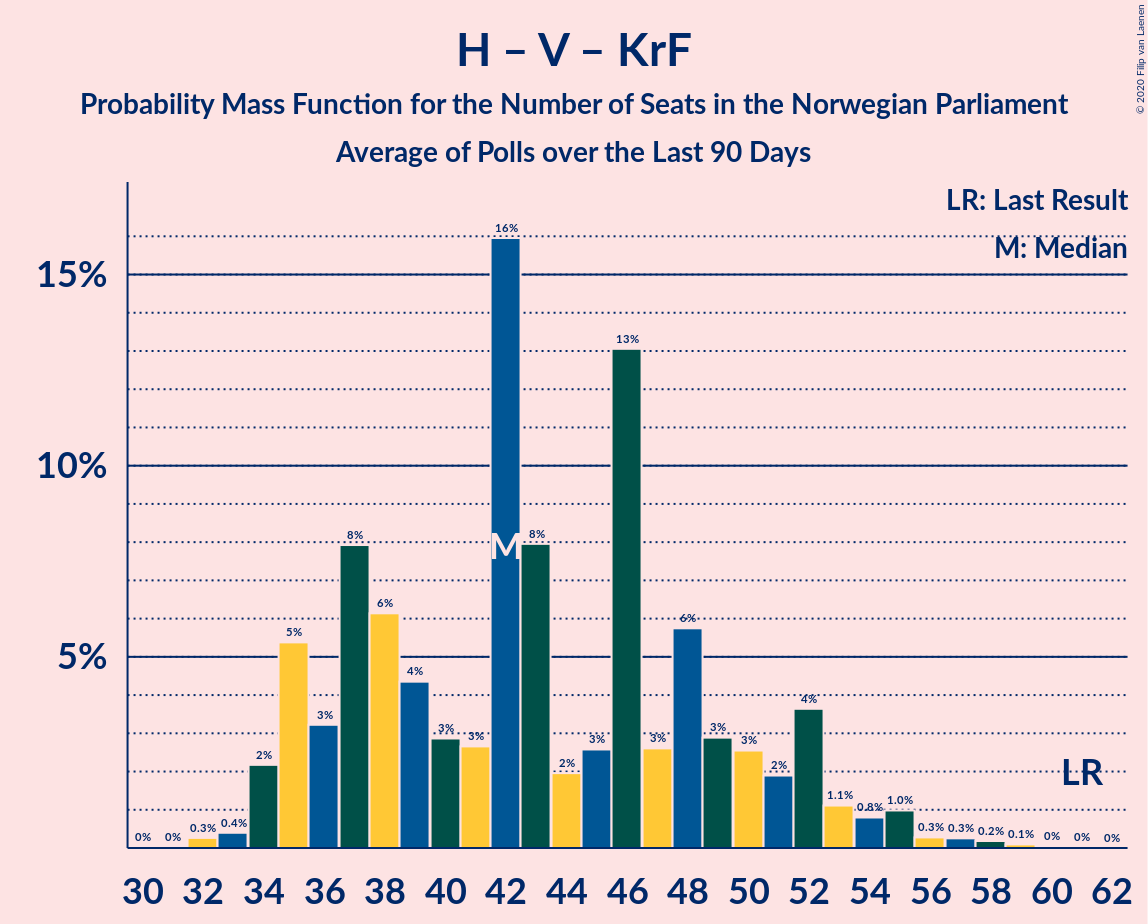 H – V – KrF
Probability Mass Function for the Number of Seats in the Norwegian Parliament
Average of Polls over the Last 90 Days
© 2020 Filip van Laenen
LR: Last Result
M: Median
15%
10%
5%
0% 0% 0.3% 0.4% 2% 5% 3% 8% 6% 4% 3% 3% 16% 8% 2% 3% 13% 3% 6% 3% 3% 2% 4% 1.1% 0.8% 1.0% 0.3% 0.3% 0.2% 0.1% 0% 0% 0%
M
LR
30 32 34 36 38 40 42 44 46 48 50 52 54 56 58 60 62